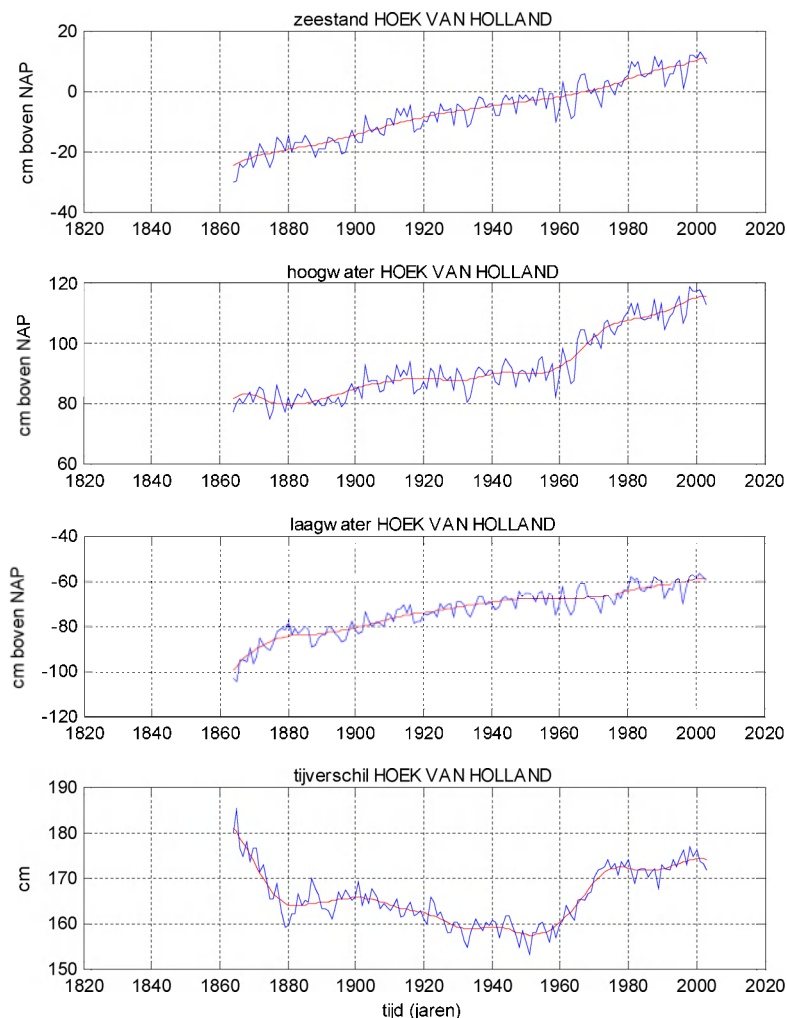 zeestand HOEK VAN HOLLAND
20
0
-20
-40
cm boven NAP
1820 1840 1860 1880 1900 1920 1940 1960 1980 2000 2020
hoogwater HOEK VAN HOLLAND
120
100
80
60
cm boven NAP
1820 1840 1860 1880 1900 1920 1940 1960 1980 2000 2020
laagwater HOEK VAN HOLLAND
-40
-60
-80
-100
-120
cm boven NAP
1820 1840 1860 1880 1900 1920 1940 1960 1980 2000 2020
tijverschil HOEK VAN HOLLAND
190
180
170
160
150
cm
1820 1840 1860 1880 1900 1920 1940 1960 1980 2000 2020
tijd (jaren)